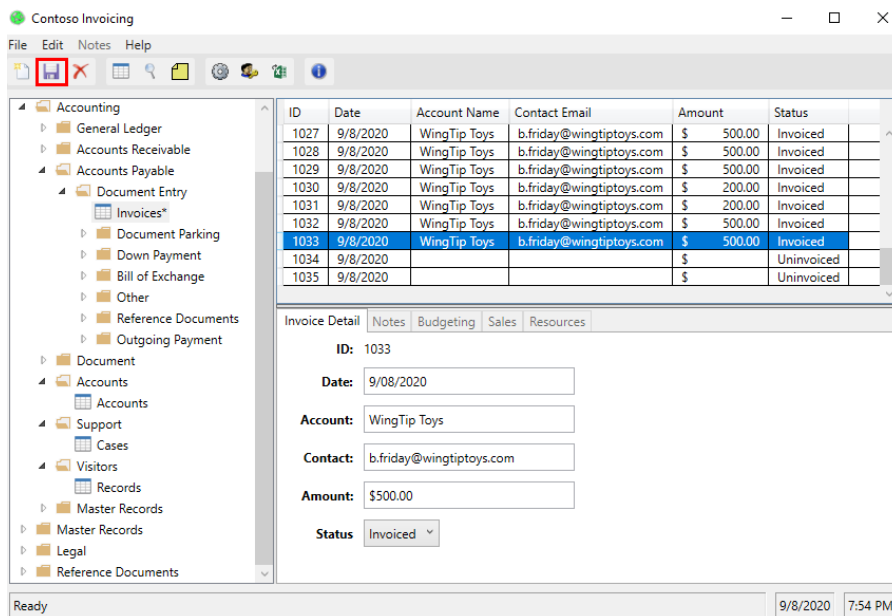 Contoso Invoicing
File Edit Notes Help
Accounting
General Ledger
Accounts Receivable
Accounts Payable
Document Entry
Invoices*
Document Parking
Down Payment
Bill of Exchange
Other
Reference Documents
Outgoing Payment
Document
Accounts
Accounts
Support
Cases
Visitors
Records
Master Records
Master Records
Legal
Reference Documents
ID Date Account Name Contact Email Amount Status
1027 9/8/2020 WingTip Toys b.friday@wingtiptoys.com $ 500.00 Invoiced
1028 9/8/2020 WingTip Toys b.friday@wingtiptoys.com $ 500.00 Invoiced
1029 9/8/2020 WingTip Toys b.friday@wingtiptoys.com $ 500.00 Invoiced
1030 9/8/2020 WingTip Toys b.friday@wingtiptoys.com $ 200.00 Invoiced
1031 9/8/2020 WingTip Toys b.friday@wingtiptoys.com $ 200.00 Invoiced
1032 9/8/2020 WingTip Toys b.friday@wingtiptoys.com $ 500.00 Invoiced
1033 9/8/2020 WingTip Toys b.friday@wingtiptoys.com $ 500.00 Invoiced
1034 9/8/2020 $ Uninvoiced
1035 9/8/2020 $ Uninvoiced
Invoice Detail Notes Budgeting Sales Resources
ID: 1033
Date: 9/08/2020
Account: WingTip Toys
Contact: b.friday@wingtiptoys.com
Amount: $500.00
Status Invoiced
Ready 9/8/2020 7:54 PM